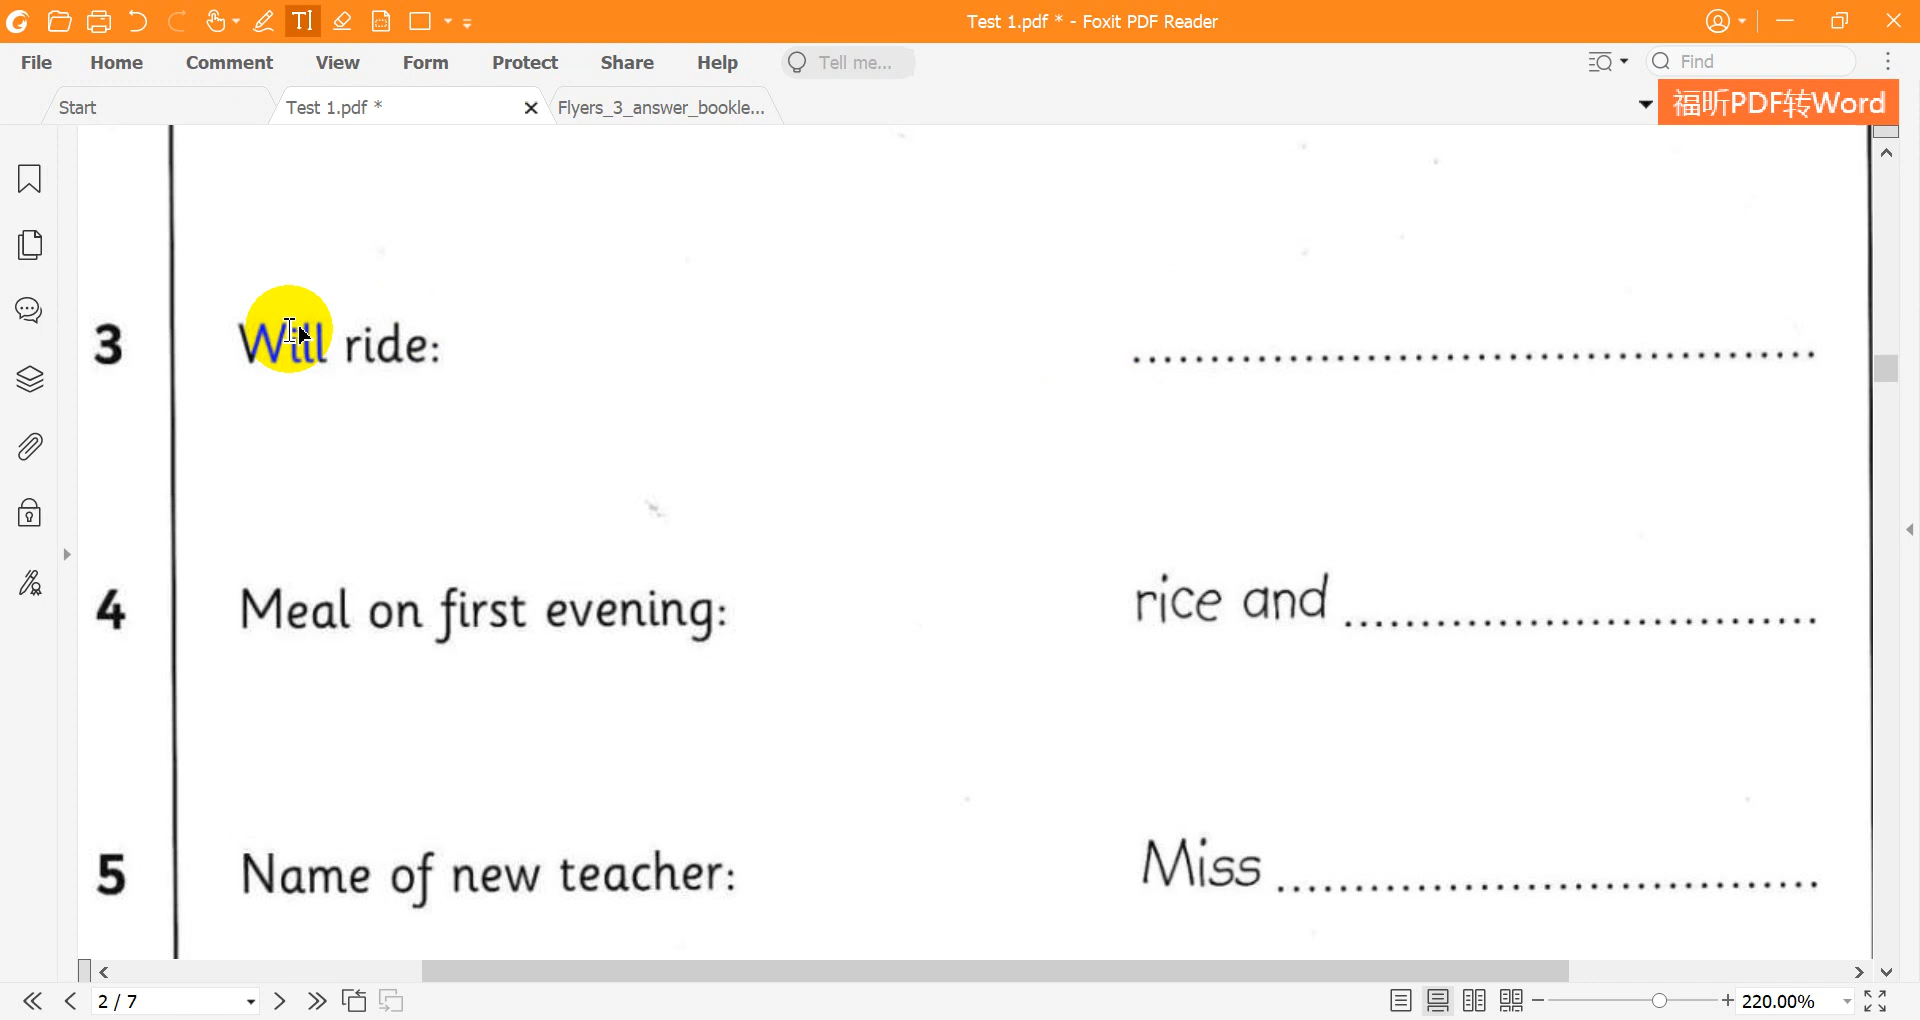 TI
Test 1.pdf * - Foxit PDF Reader
File Home Comment View Form Protect Share Help Tell me... Find
Start Test 1.pdf * Flyers_3_answer_bookle... 福昕PDF转Word
3 Will ride: ..........................................................
4 Meal on first evening: rice and .....................................
5 Name of new teacher: Miss ..........................................
2 / 7 220.00%